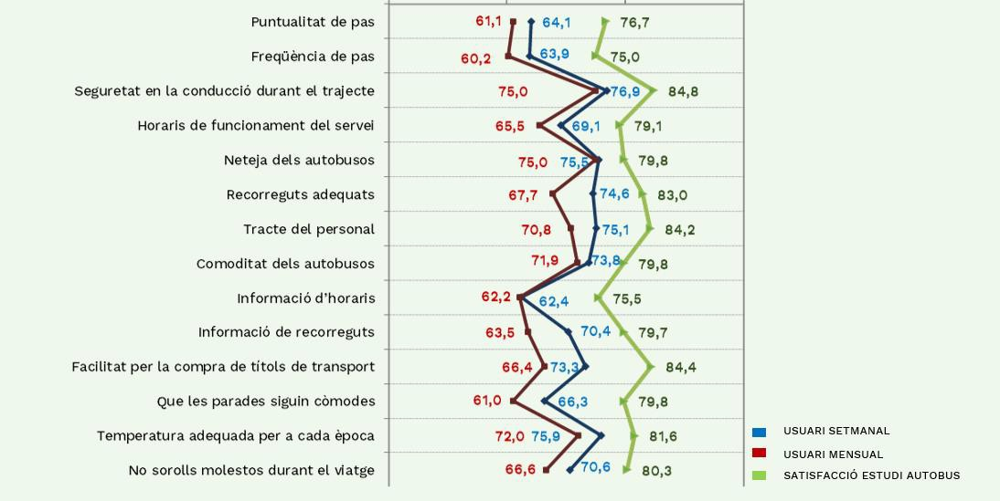 Puntualitat de pas 61,1 64,1 76,7
Freqüència de pas 60,2 63,9 75,0
Seguretat en la conducció durant el trajecte 75,0 76,9 84,8
Horaris de funcionament del servei 65,5 69,1 79,1
Neteja dels autobusos 75,0 75,5 79,8
Recorreguts adequats 67,7 74,6 83,0
Tracte del personal 70,8 75,1 84,2
Comoditat dels autobusos 71,9 73,8 79,8
Informació d’horaris 62,2 62,4 75,5
Informació de recorreguts 63,5 70,4 79,7
Facilitat per la compra de títols de transport 66,4 73,3 84,4
Que les parades siguin còmodes 61,0 66,3 79,8
Temperatura adequada per a cada època 72,0 75,9 81,6
No sorolls molestos durant el viatge 66,6 70,6 80,3
USUARI SETMANAL
USUARI MENSUAL
SATISFACCIÓ ESTUDI AUTOBUS